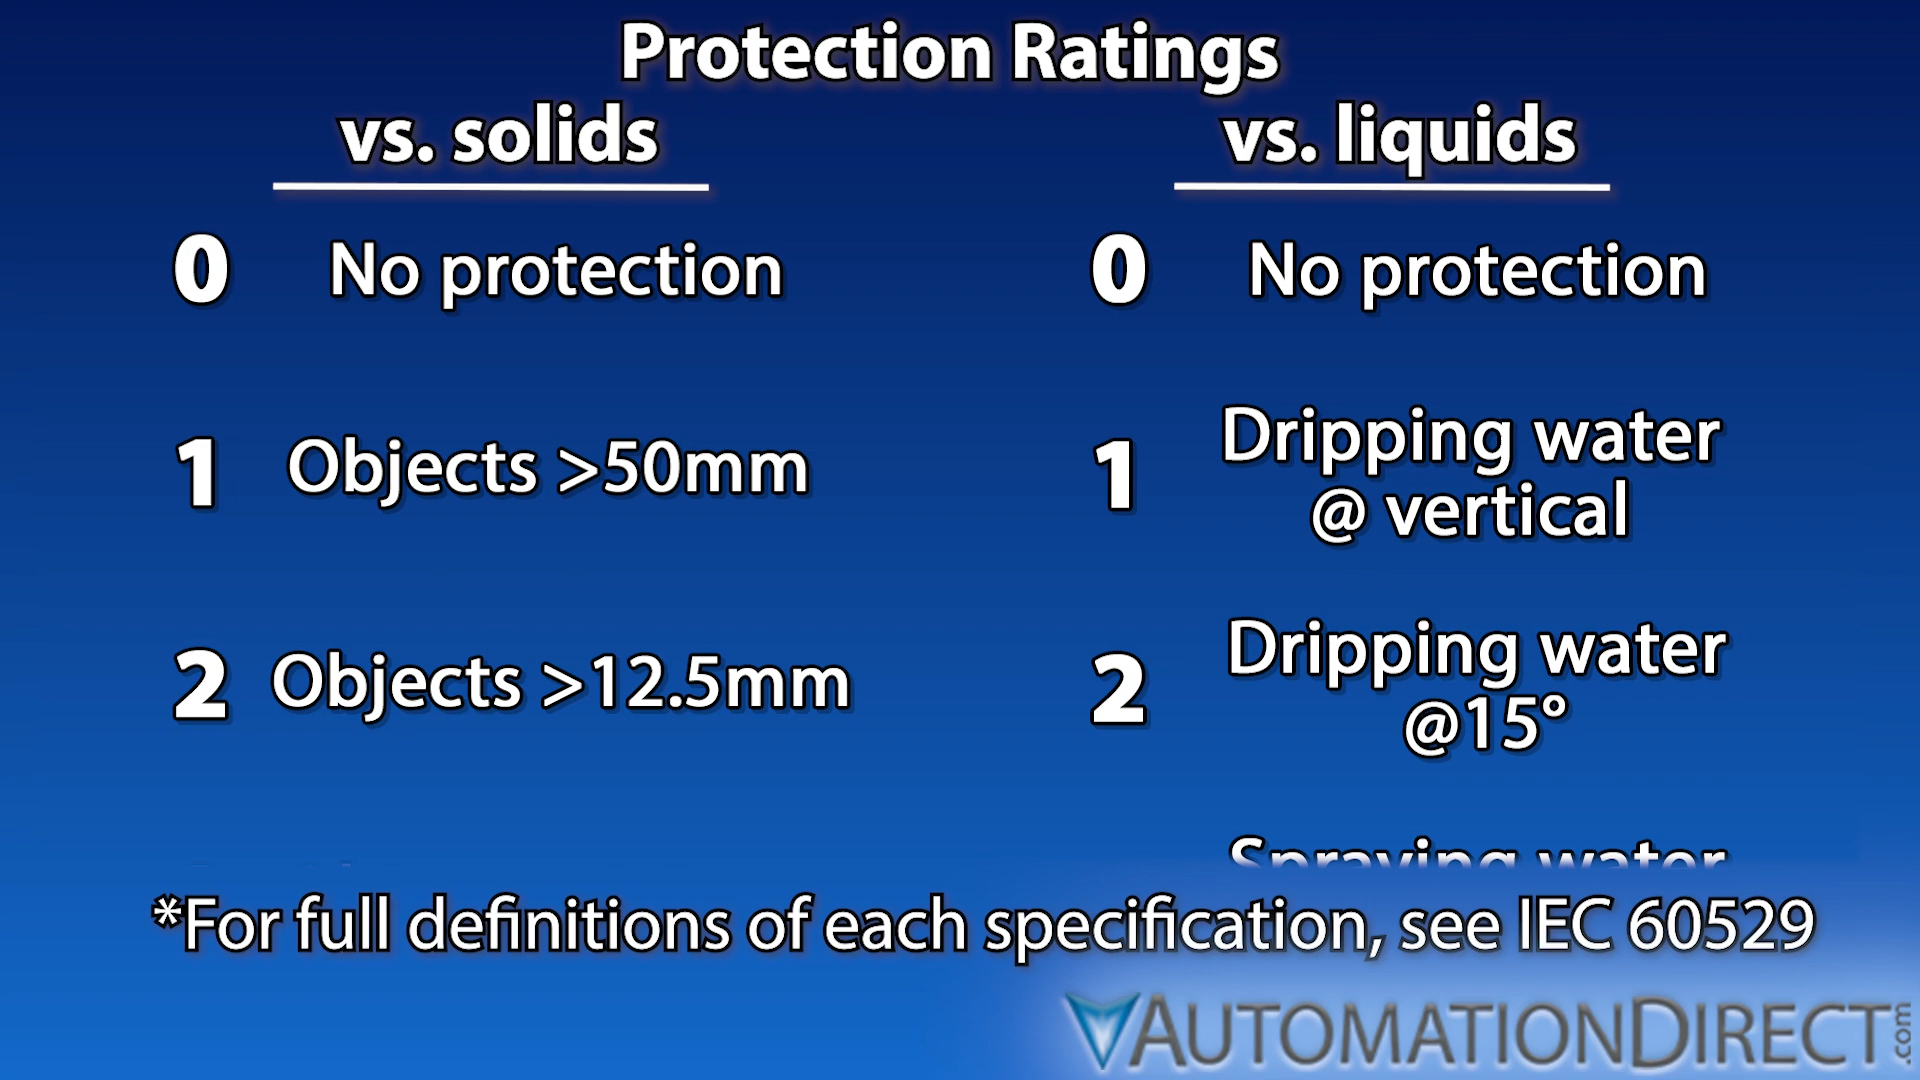 Protection Ratings
vs. solids
vs. liquids
0 No protection
0 No protection
1 Objects >50mm
1 Dripping water
@ vertical
2 Objects >12.5mm
2 Dripping water
@15°
Spraying water
*For full definitions of each specification, see IEC 60529
AUTOMATIONDIRECT.com